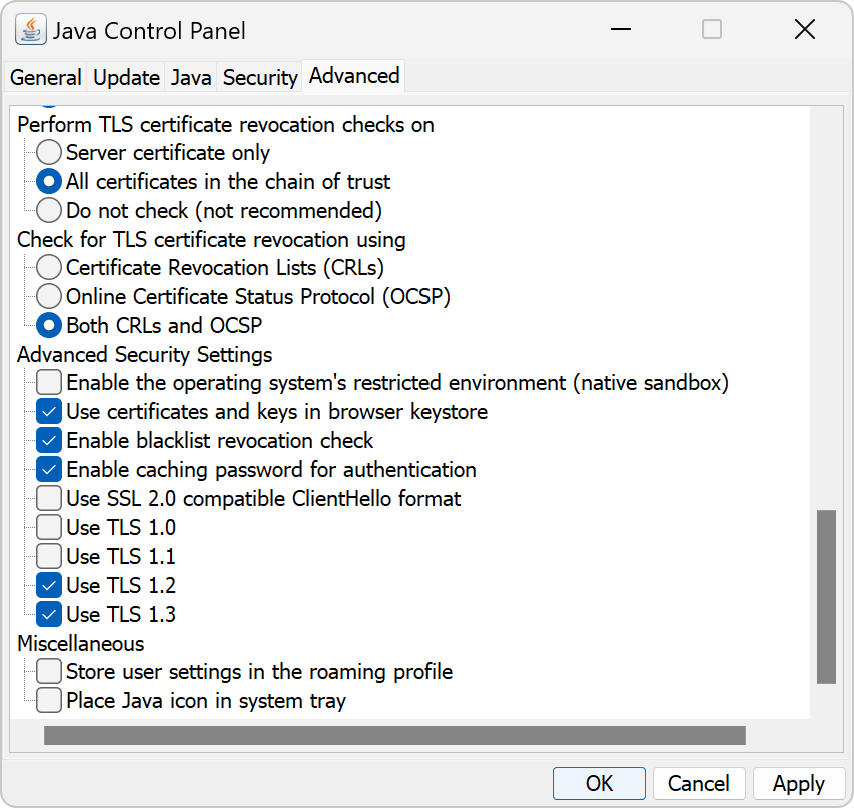 Java Control Panel
General Update Java Security Advanced
Perform TLS certificate revocation checks on
Server certificate only
All certificates in the chain of trust
Do not check (not recommended)
Check for TLS certificate revocation using
Certificate Revocation Lists (CRLs)
Online Certificate Status Protocol (OCSP)
Both CRLs and OCSP
Advanced Security Settings
Enable the operating system's restricted environment (native sandbox)
Use certificates and keys in browser keystore
Enable blacklist revocation check
Enable caching password for authentication
Use SSL 2.0 compatible ClientHello format
Use TLS 1.0
Use TLS 1.1
Use TLS 1.2
Use TLS 1.3
Miscellaneous
Store user settings in the roaming profile
Place Java icon in system tray
OK Cancel Apply